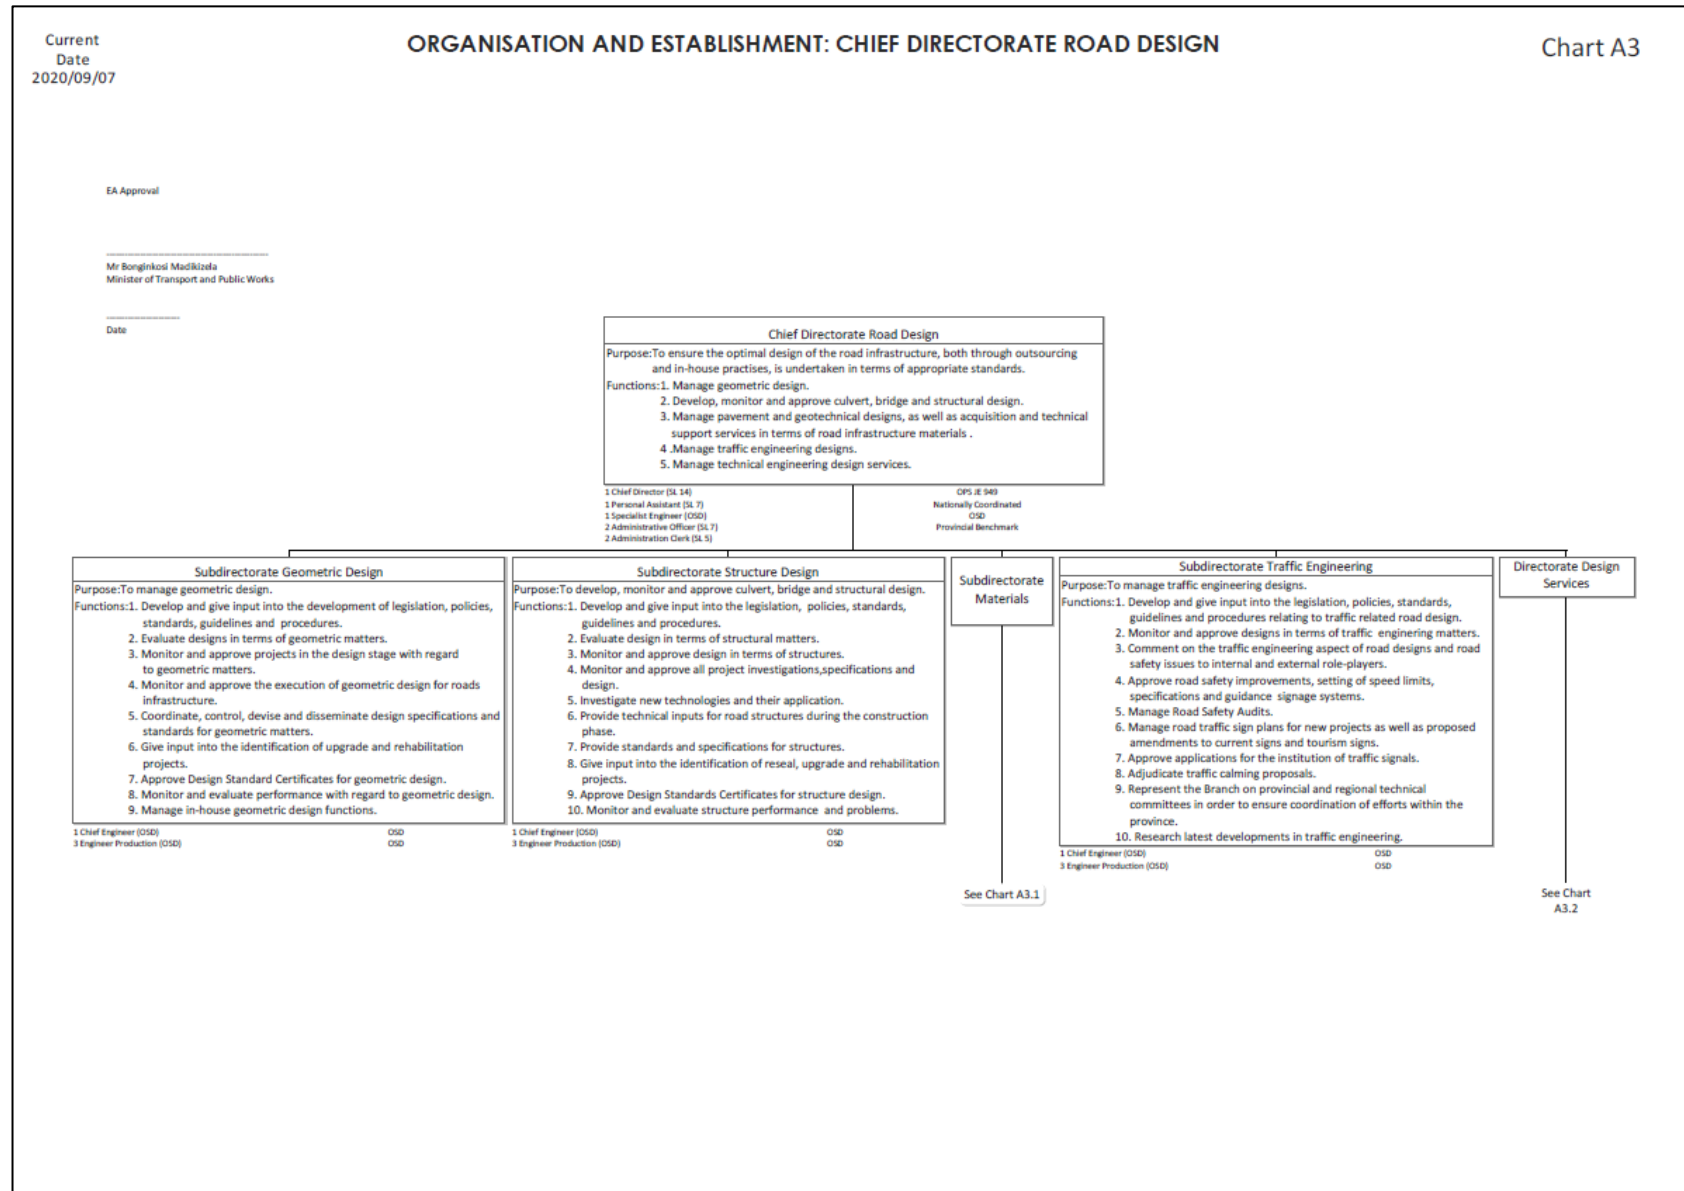 Current
Date
2020/09/07
ORGANISATION AND ESTABLISHMENT: CHIEF DIRECTORATE ROAD DESIGN
Chart A3
EA Approval
Mr Bonginkosi Madikizela
Minister of Transport and Public Works
Date
Chief Directorate Road Design
Purpose:To ensure the optimal design of the road infrastructure, both through outsourcing
and in-house practises, is undertaken in terms of appropriate standards.
Functions:1. Manage geometric design.
2. Develop, monitor and approve culvert, bridge and structural design.
3. Manage pavement and geotechnical designs, as well as acquisition and technical
support services in terms of road infrastructure materials .
4 .Manage traffic engineering designs.
5. Manage technical engineering design services.
1 Chief Director (SL 14) OPS JE 949
1 Personal Assistant (SL 7) Nationally Coordinated
1 Specialist Engineer (OSD) OSD
2 Administrative Officer (SL 7) Provincial Benchmark
2 Administration Clerk (SL 5)
Subdirectorate Geometric Design
Purpose:To manage geometric design.
Functions:1. Develop and give input into the development of legislation, policies,
standards, guidelines and procedures.
2. Evaluate designs in terms of geometric matters.
3. Monitor and approve projects in the design stage with regard
to geometric matters.
4. Monitor and approve the execution of geometric design for roads
infrastructure.
5. Coordinate, control, devise and disseminate design specifications and
standards for geometric matters.
6. Give input into the identification of upgrade and rehabilitation
projects.
7. Approve Design Standard Certificates for geometric design.
8. Monitor and evaluate performance with regard to geometric design.
9. Manage in-house geometric design functions.
1 Chief Engineer (OSD) OSD
3 Engineer Production (OSD) OSD
Subdirectorate Structure Design
Purpose:To develop, monitor and approve culvert, bridge and structural design.
Functions:1. Develop and give input into the legislation, policies, standards,
guidelines and procedures.
2. Evaluate design in terms of structural matters.
3. Monitor and approve design in terms of structures.
4. Monitor and approve all project investigations,specifications and
design.
5. Investigate new technologies and their application.
6. Provide technical inputs for road structures during the construction
phase.
7. Provide standards and specifications for structures.
8. Give input into the identification of reseal, upgrade and rehabilitation
projects.
9. Approve Design Standards Certificates for structure design.
10. Monitor and evaluate structure performance and problems.
1 Chief Engineer (OSD) OSD
3 Engineer Production (OSD) OSD
Subdirectorate
Materials
See Chart A3.1
Subdirectorate Traffic Engineering
Purpose:To manage traffic engineering designs.
Functions:1. Develop and give input into the legislation, policies, standards,
guidelines and procedures relating to traffic related road design.
2. Monitor and approve designs in terms of traffic enginering matters.
3. Comment on the traffic engineering aspect of road designs and road
safety issues to internal and external role-players.
4. Approve road safety improvements, setting of speed limits,
specifications and guidance signage systems.
5. Manage Road Safety Audits.
6. Manage road traffic sign plans for new projects as well as proposed
amendments to current signs and tourism signs.
7. Approve applications for the institution of traffic signals.
8. Adjudicate traffic calming proposals.
9. Represent the Branch on provincial and regional technical
committees in order to ensure coordination of efforts within the
province.
10. Research latest developments in traffic engineering.
1 Chief Engineer (OSD) OSD
3 Engineer Production (OSD) OSD
Directorate Design
Services
See Chart
A3.2